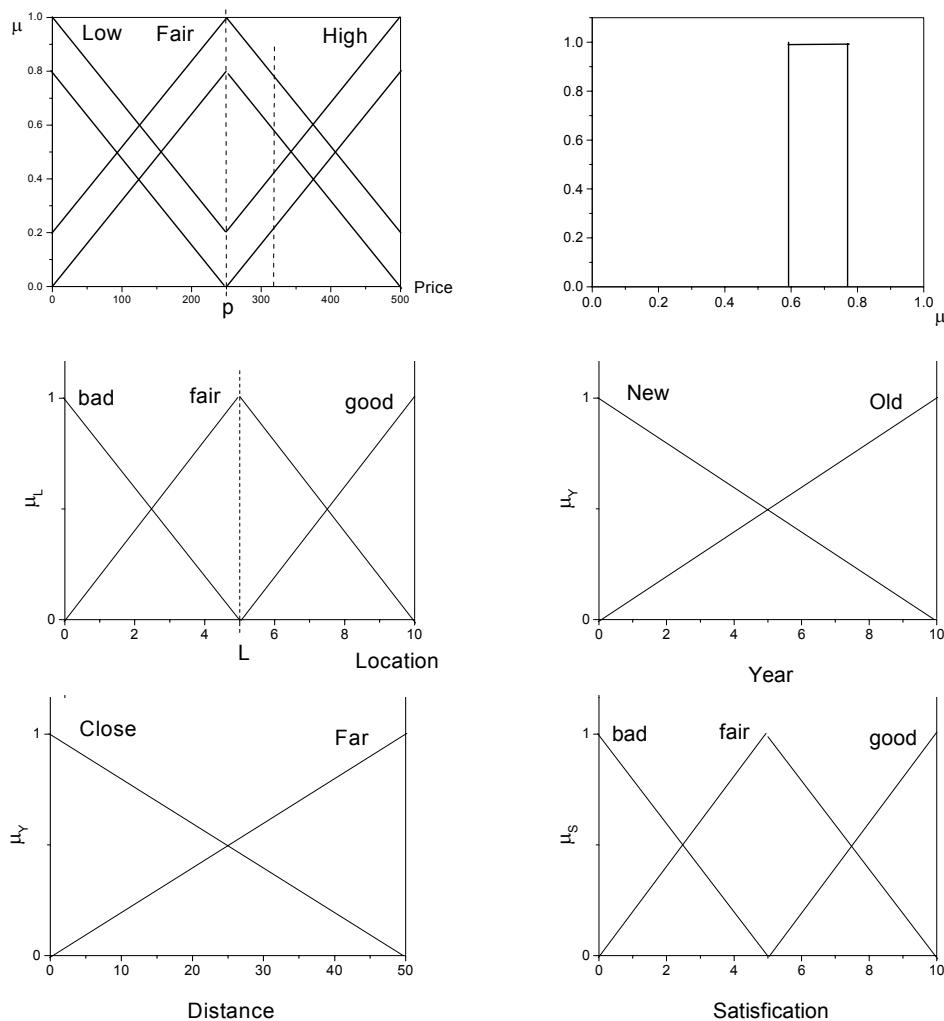 μ
Low
Fair
High
1.0
0.8
0.6
0.4
0.2
0.0
0
100
200
300
400
500
Price
p
1.0
0.8
0.6
0.4
0.2
0.0
0.0
0.2
0.4
0.6
0.8
1.0
μ
bad
fair
good
1
0
μL
0
2
4
6
8
10
L
Location
New
Old
1
0
μY
0
2
4
6
8
10
Year
Close
Far
1
0
μY
0
10
20
30
40
50
Distance
bad
fair
good
1
0
μS
0
2
4
6
8
10
Satisfication